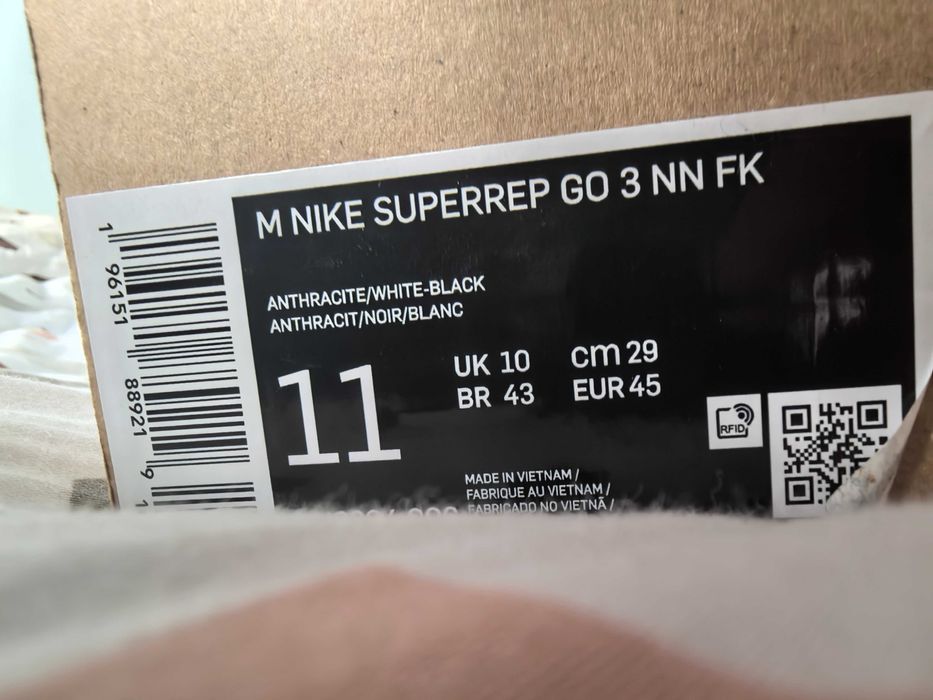 M NIKE SUPERREP GO 3 NN FK
ANTHRACITE/WHITE-BLACK
ANTHRACIT/NOIR/BLANC
11
UK 10
cm 29
BR 43
EUR 45
RFID
MADE IN VIETNAM /
FABRIQUE AU VIETNAM /
FABRICADO NO VIETNÃ /
1 96151 88921 9